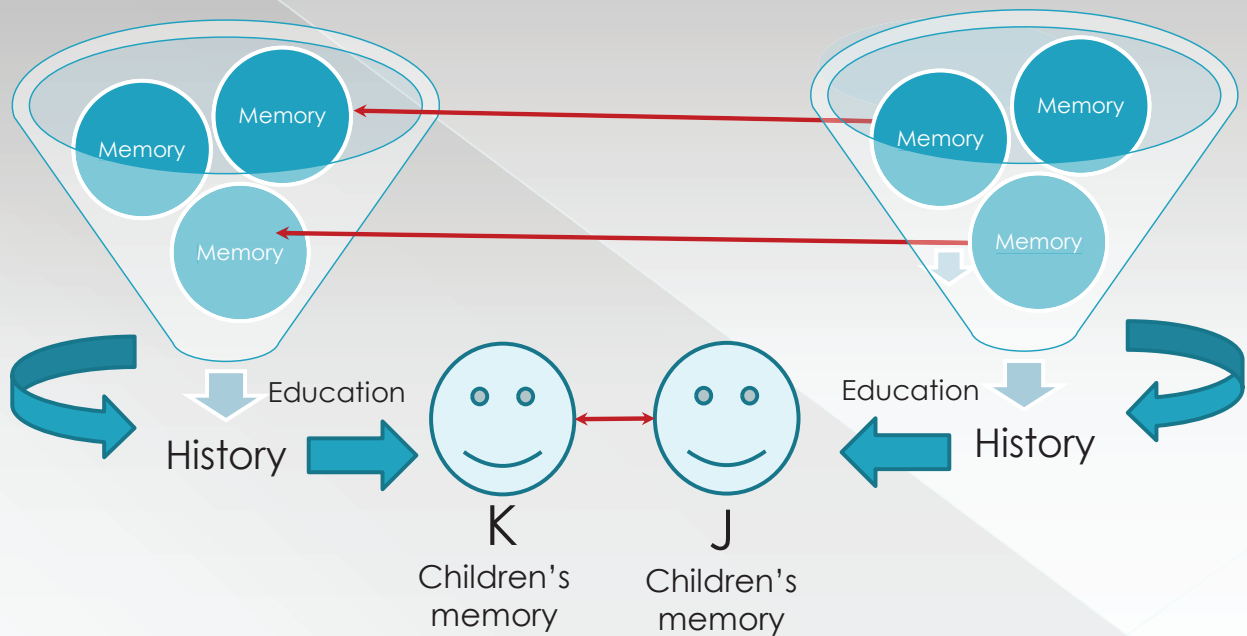 Memory
Memory
Memory
Memory
Memory
Memory
Education
History
Education
History
K
Children's
memory
J
Children's
memory